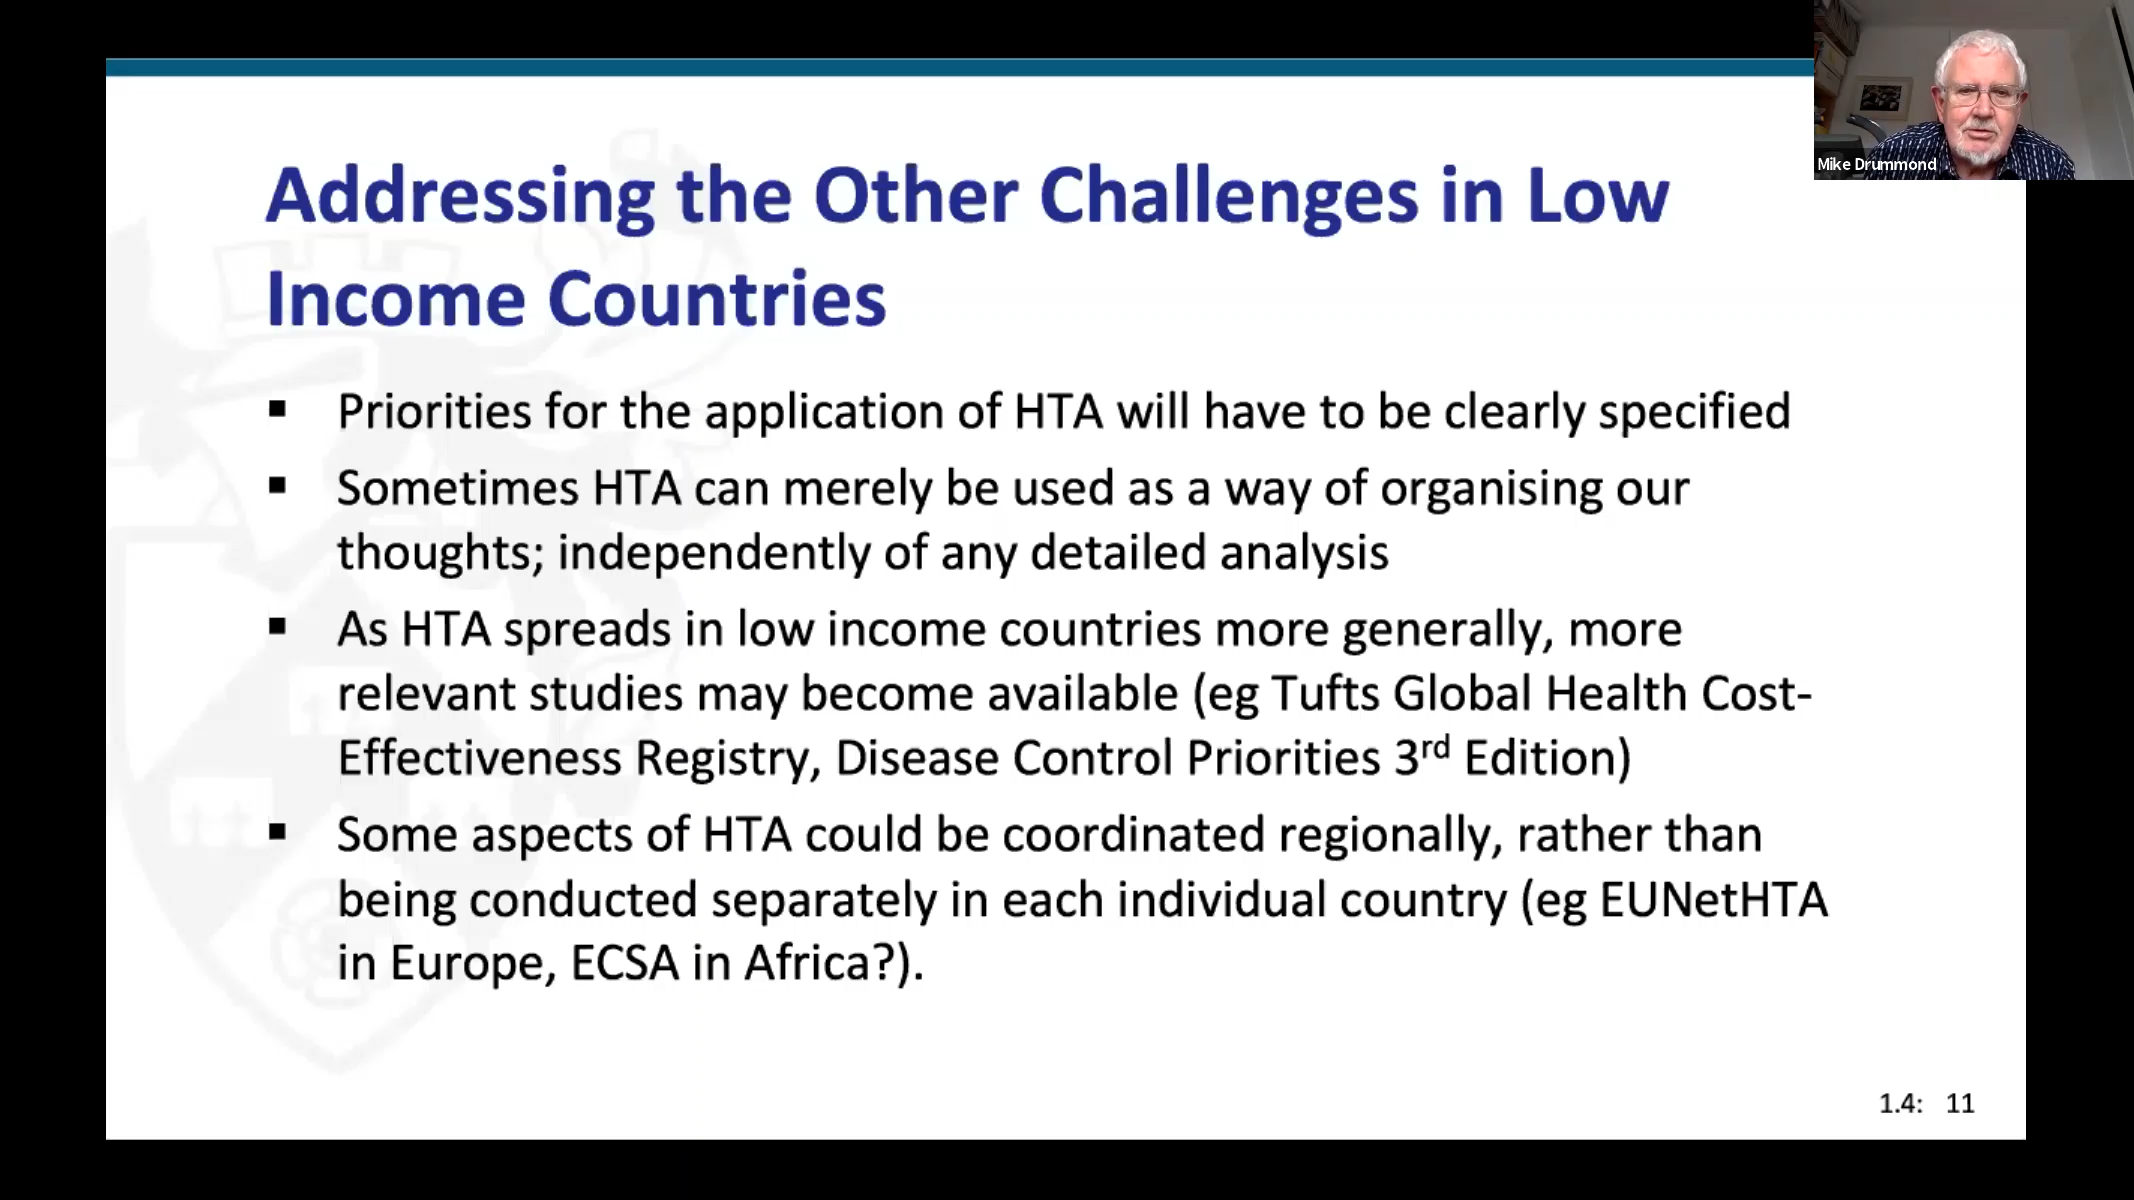 Mike Drummond
Addressing the Other Challenges in Low
Income Countries
▪ Priorities for the application of HTA will have to be clearly specified
▪ Sometimes HTA can merely be used as a way of organising our
thoughts; independently of any detailed analysis
▪ As HTA spreads in low income countries more generally, more
relevant studies may become available (eg Tufts Global Health Cost-
Effectiveness Registry, Disease Control Priorities 3rd Edition)
▪ Some aspects of HTA could be coordinated regionally, rather than
being conducted separately in each individual country (eg EUNetHTA
in Europe, ECSA in Africa?).
1.4: 11